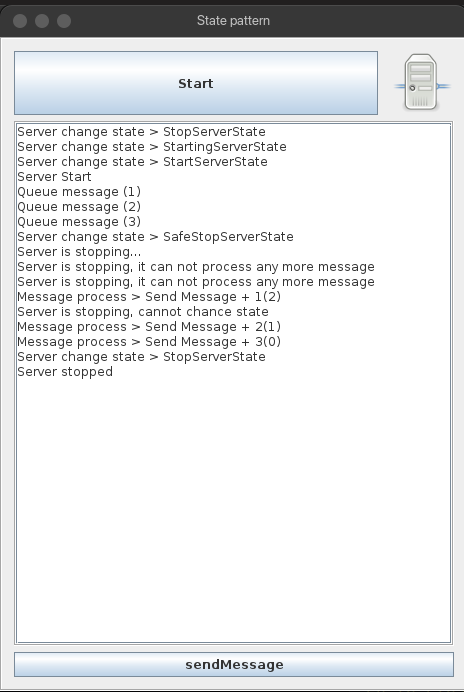 State pattern
Start
Server change state > StopServerState
Server change state > StartingServerState
Server change state > StartServerState
Server Start
Queue message (1)
Queue message (2)
Queue message (3)
Server change state > SafeStopServerState
Server is stopping...
Server is stopping, it can not process any more message
Server is stopping, it can not process any more message
Message process > Send Message + 1(2)
Server is stopping, cannot chance state
Message process > Send Message + 2(1)
Message process > Send Message + 3(0)
Server change state > StopServerState
Server stopped
sendMessage